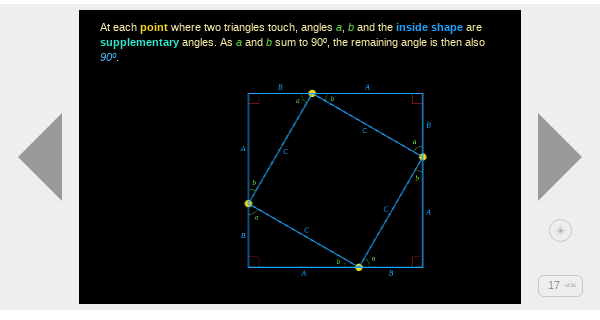 At each point where two triangles touch, angles a, b and the inside shape are
supplementary angles. As a and b sum to 90º, the remaining angle is then also
90º.
B A
a b
C B
A C a
b b
a C A
B C
b a
A B
17 of 36